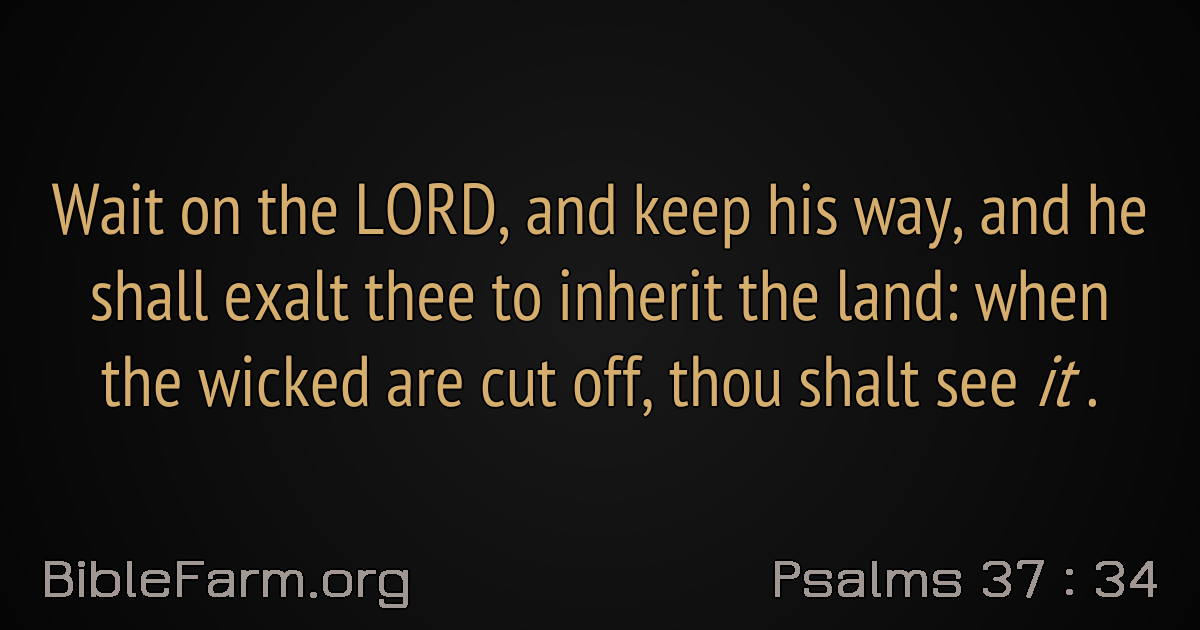 Wait on the LORD, and keep his way, and he
shall exalt thee to inherit the land: when
the wicked are cut off, thou shalt see it .
BibleFarm.org
Psalms 37 : 34